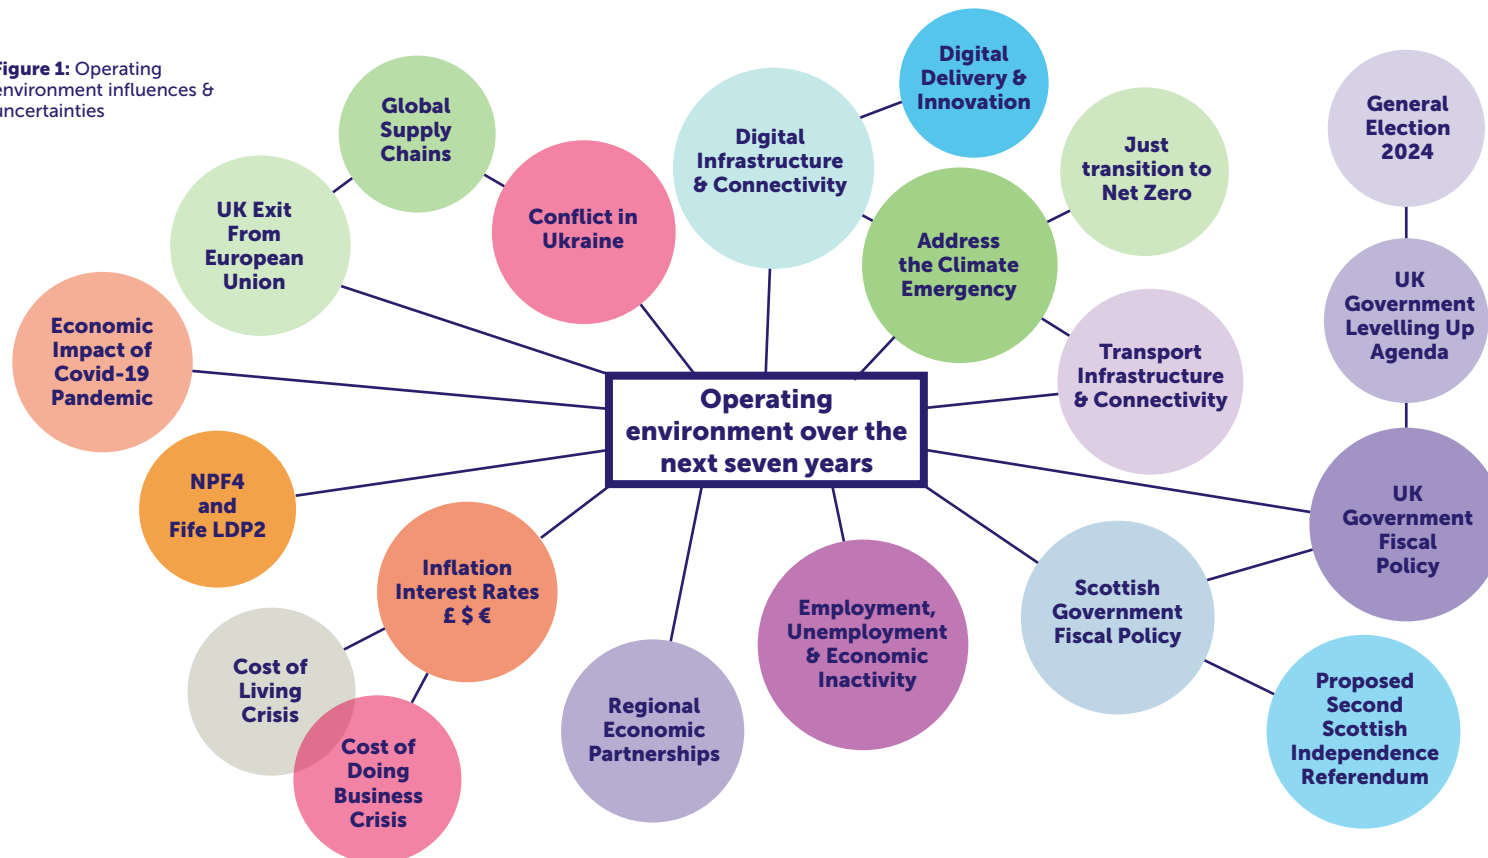 Figure 1: Operating
environment influences &
uncertainties
Global
Supply
Chains
UK Exit
From
European
Union
Conflict in
Ukraine
Economic
Impact of
Covid-19
Pandemic
NPF4
and
Fife LDP2
Inflation
Interest Rates
£ $ €
Cost of
Living
Crisis
Cost of
Doing
Business
Crisis
Digital
Infrastructure
& Connectivity
Digital
Delivery &
Innovation
Address
the Climate
Emergency
Just
transition to
Net Zero
Transport
Infrastructure
& Connectivity
Operating
environment over the
next seven years
General
Election
2024
UK
Government
Levelling Up
Agenda
UK
Government
Fiscal
Policy
Scottish
Government
Fiscal Policy
Proposed
Second
Scottish
Independence
Referendum
Employment,
Unemployment
& Economic
Inactivity
Regional
Economic
Partnerships